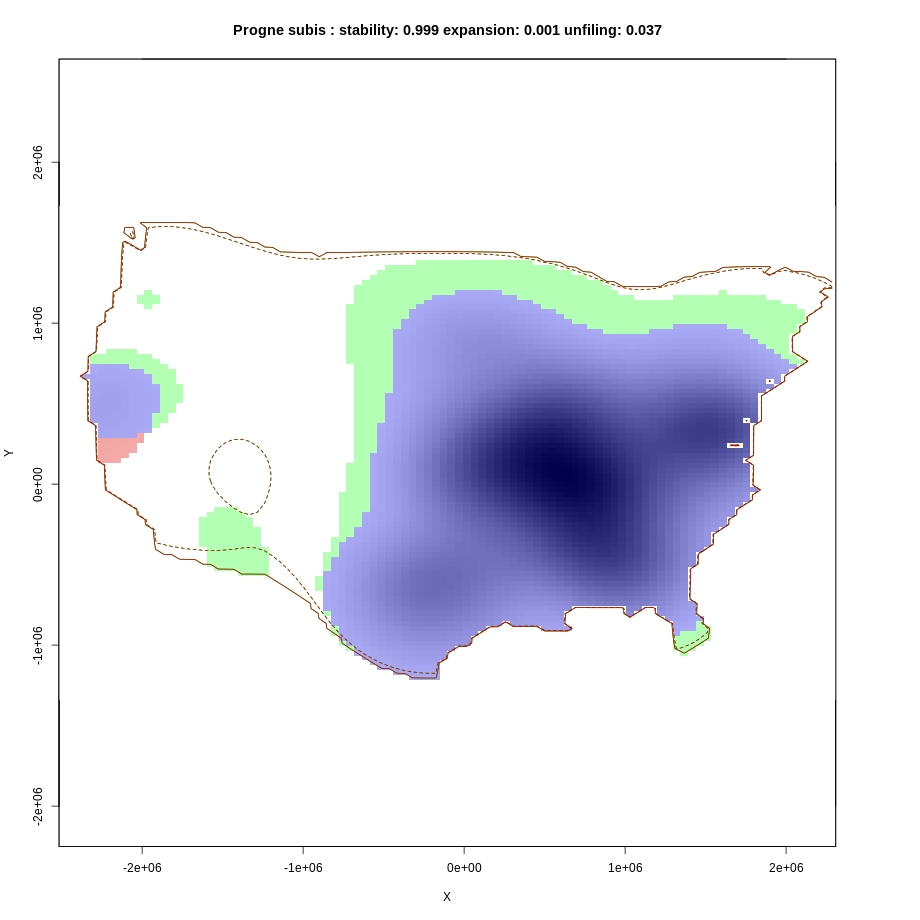 Progne subis : stability: 0.999 expansion: 0.001 unfiling: 0.037
2e+06
1e+06
0e+00
-1e+06
-2e+06
Y
-2e+06 -1e+06 0e+00 1e+06 2e+06
X